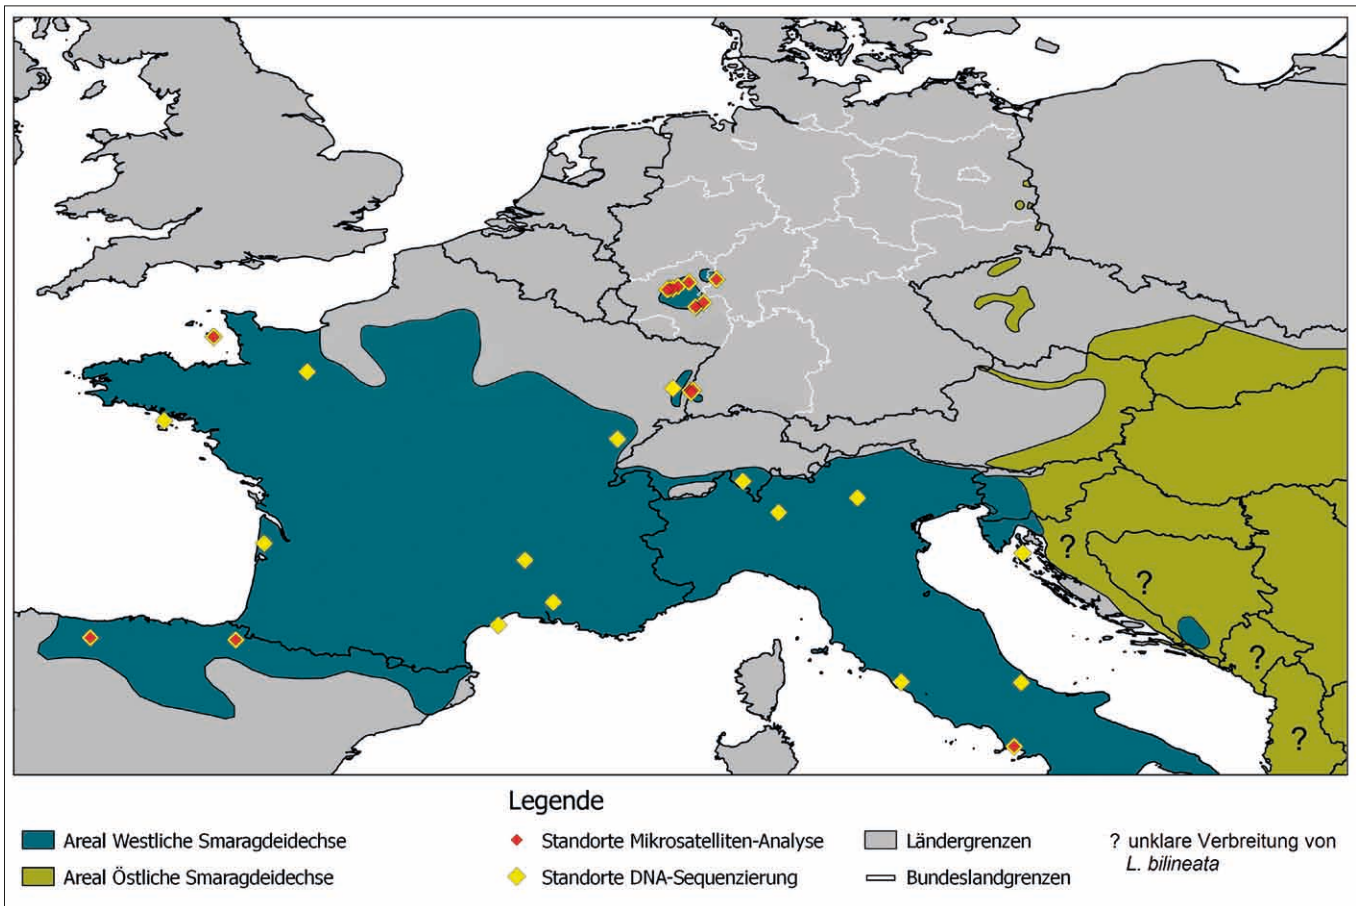 ?
?
?
?
Legende
Areal Westliche Smaragdeidechse
Areal Östliche Smaragdeidechse
Standorte Mikrosatelliten-Analyse
Standorte DNA-Sequenzierung
Ländergrenzen
Bundeslandgrenzen
? unklare Verbreitung von
L. bilineata